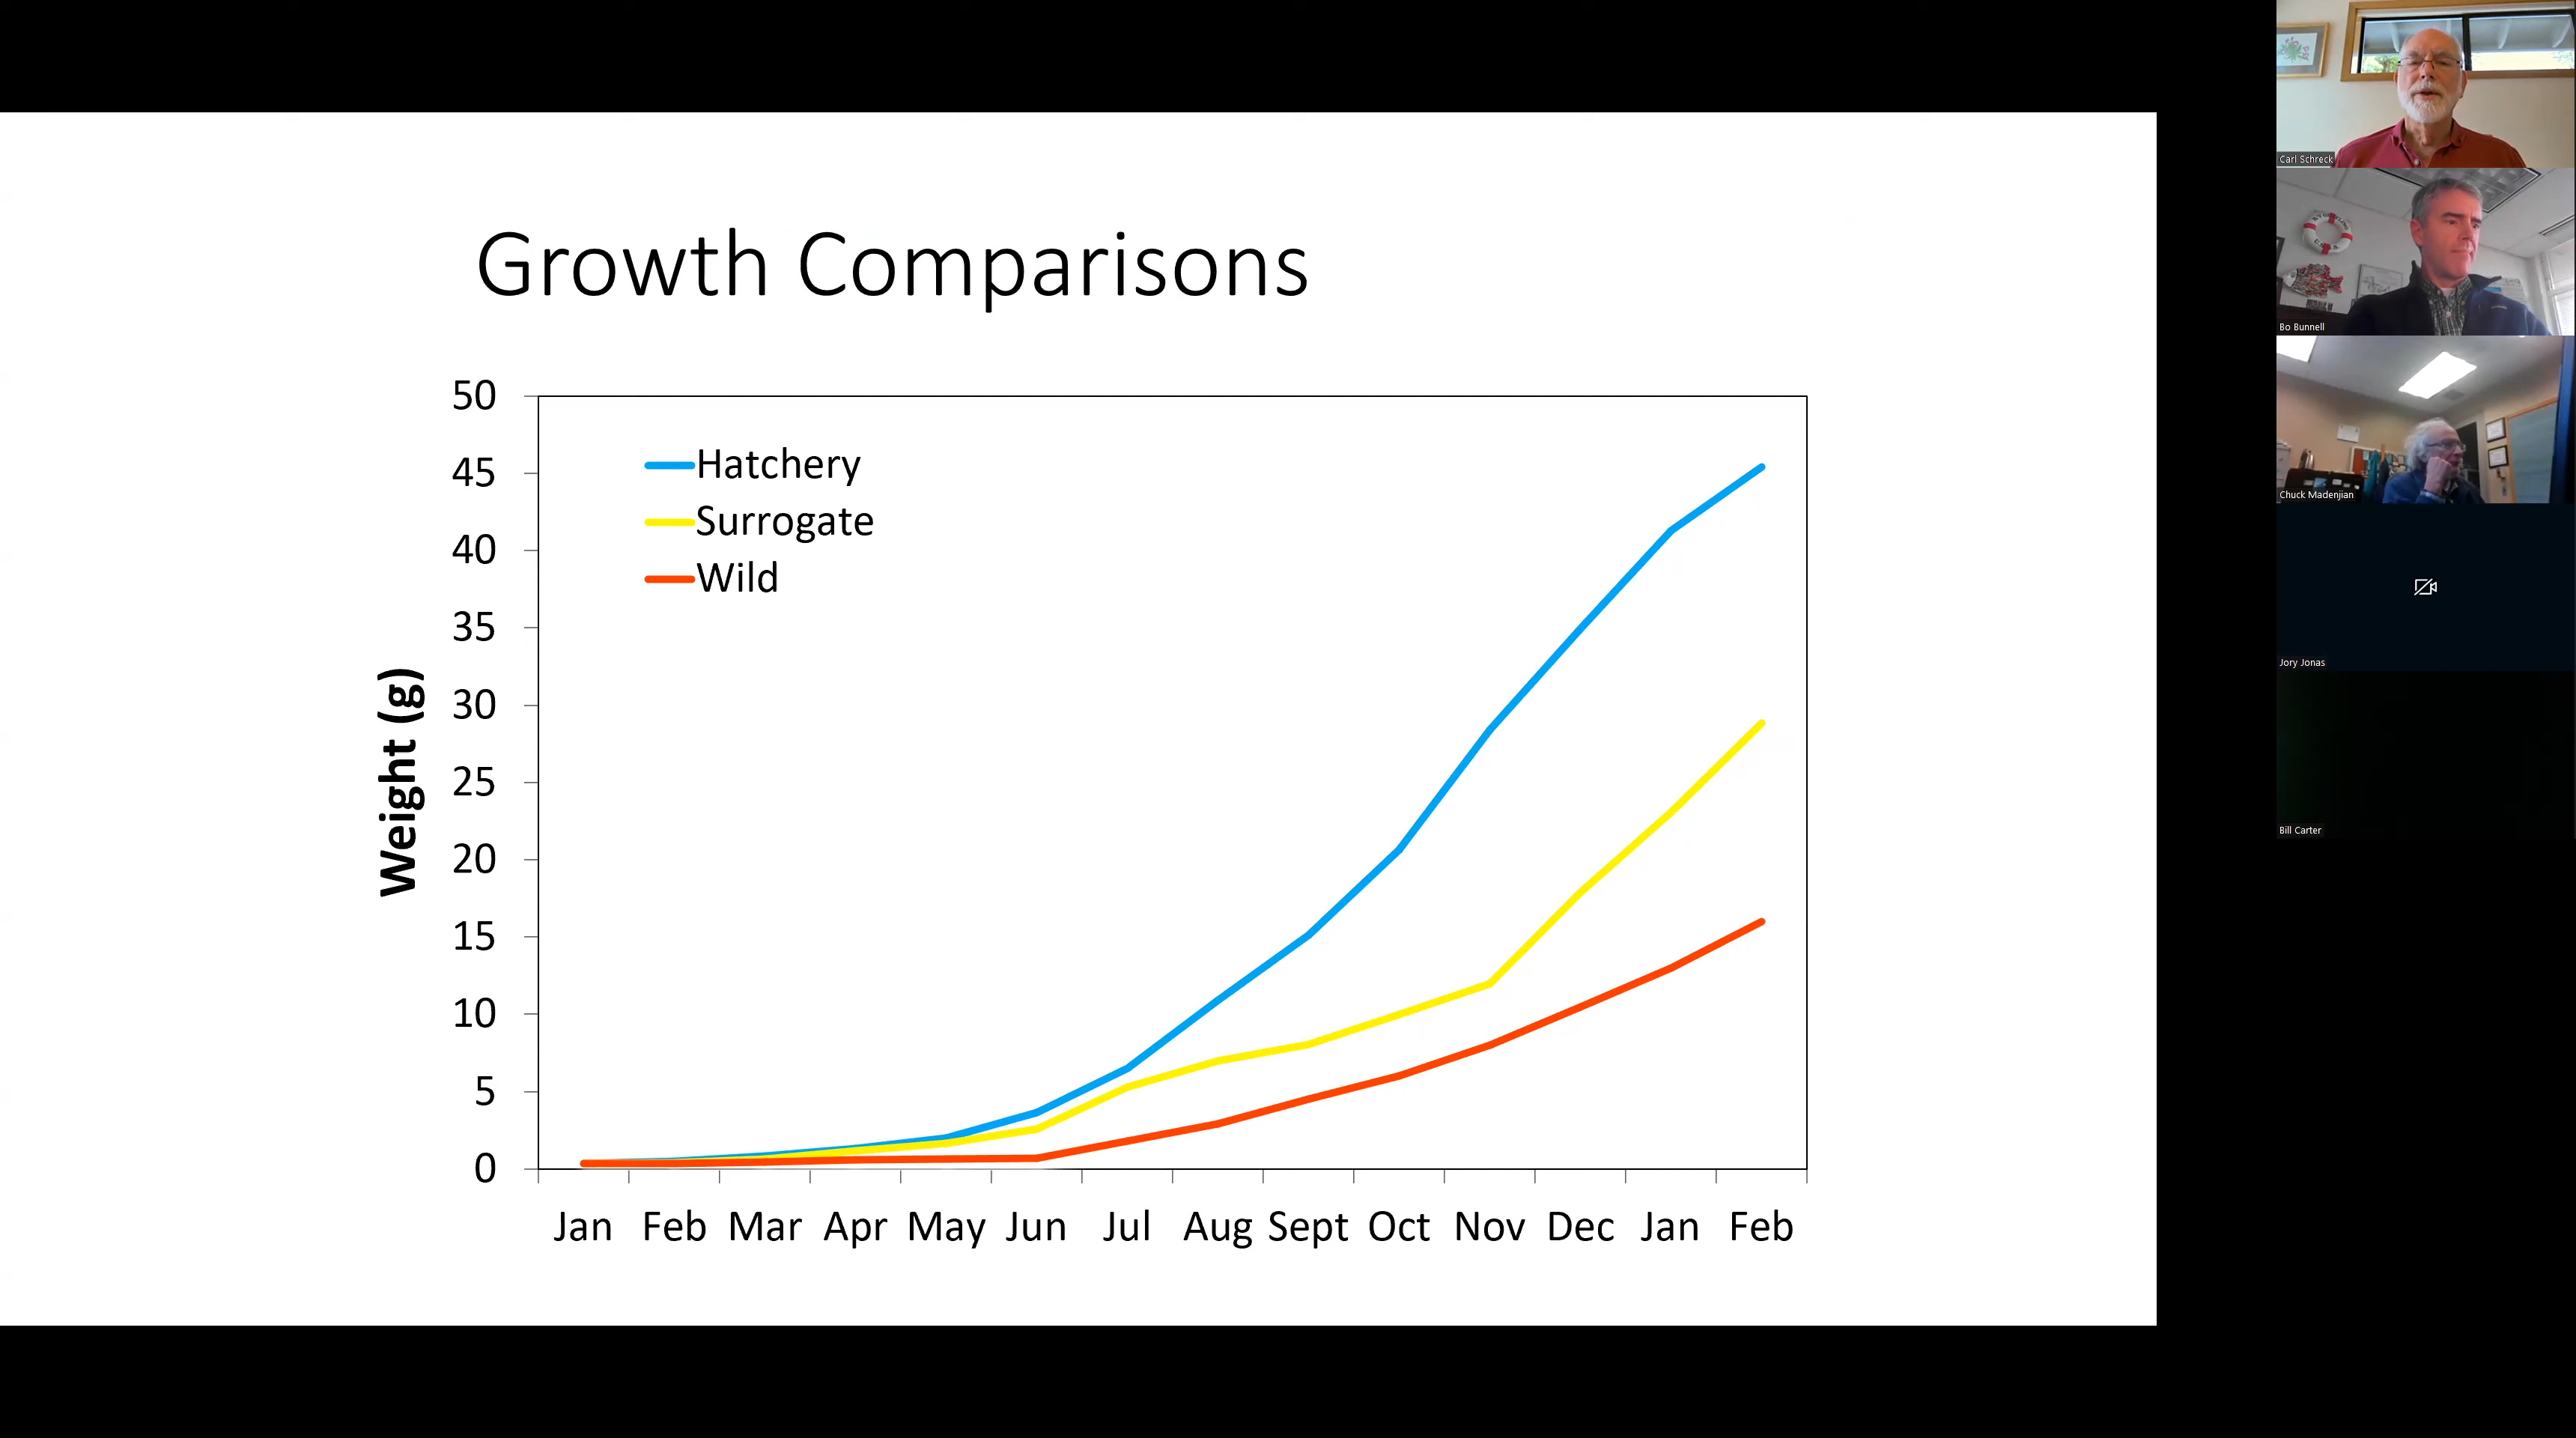 Growth Comparisons
50
45
40
35
30
25
20
15
10
5
0
Weight (g)
Hatchery
Surrogate
Wild
Jan Feb Mar Apr May Jun Jul Aug Sept Oct Nov Dec Jan Feb
Carl Schreck
Bo Bunnell
Chuck Madenjian
Jory Jonas
Bill Carter